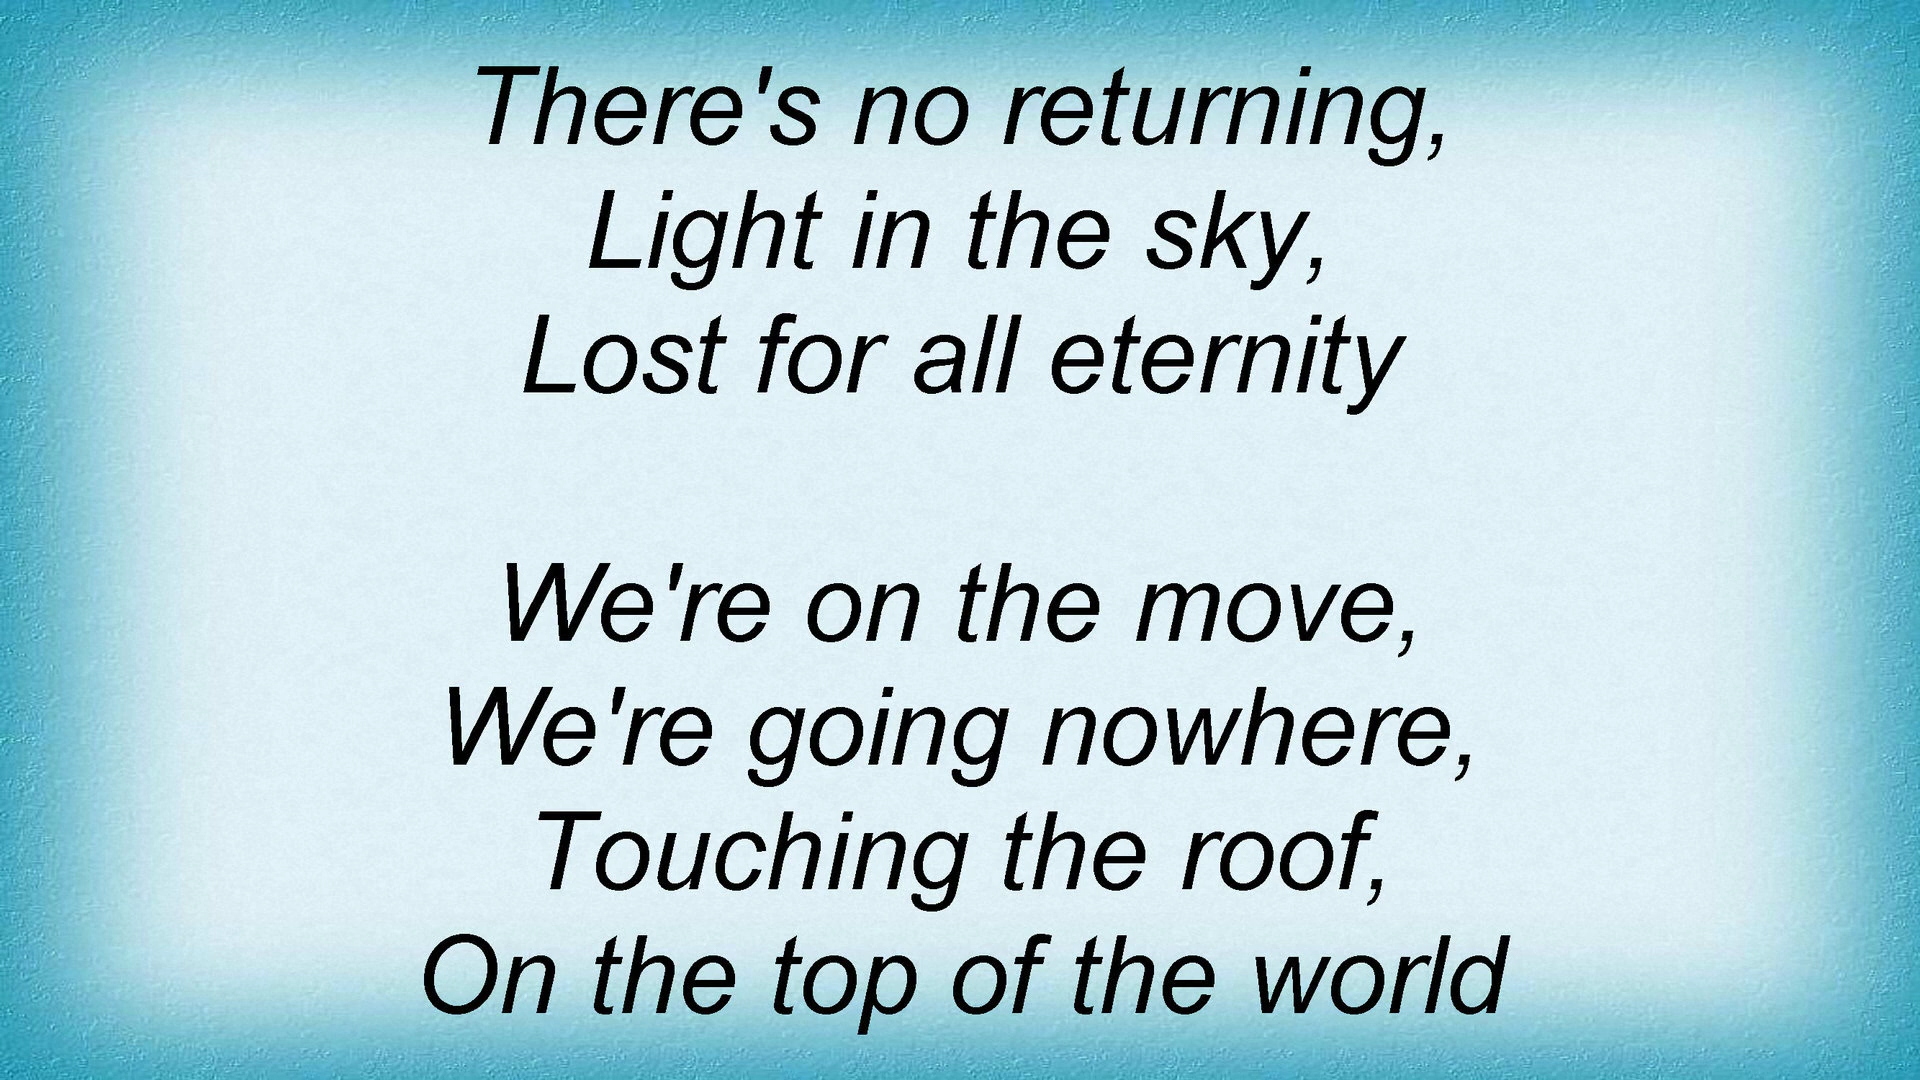 There's no returning,
Light in the sky,
Lost for all eternity
We're on the move,
We're going nowhere,
Touching the roof,
On the top of the world